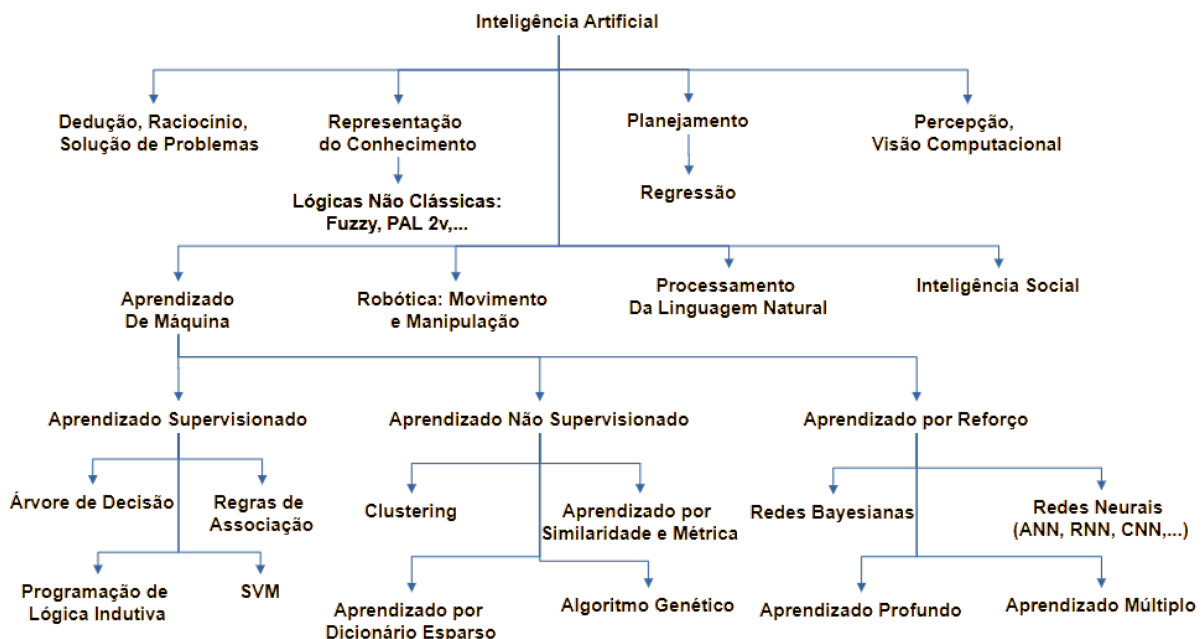 Inteligência Artificial
Dedução, Raciocínio,
Solução de Problemas
Representação
do Conhecimento
Planejamento
Percepção,
Visão Computacional
Lógicas Não Clássicas:
Fuzzy, PAL 2v,...
Regressão
Aprendizado
De Máquina
Robótica: Movimento
e Manipulação
Processamento
Da Linguagem Natural
Inteligência Social
Aprendizado Supervisionado
Aprendizado Não Supervisionado
Aprendizado por Reforço
Árvore de Decisão
Regras de
Associação
Clustering
Aprendizado por
Similaridade e Métrica
Redes Bayesianas
Redes Neurais
(ANN, RNN, CNN,...)
Programação de
Lógica Indutiva
SVM
Aprendizado por
Dicionário Esparso
Algoritmo Genético
Aprendizado Profundo
Aprendizado Múltiplo